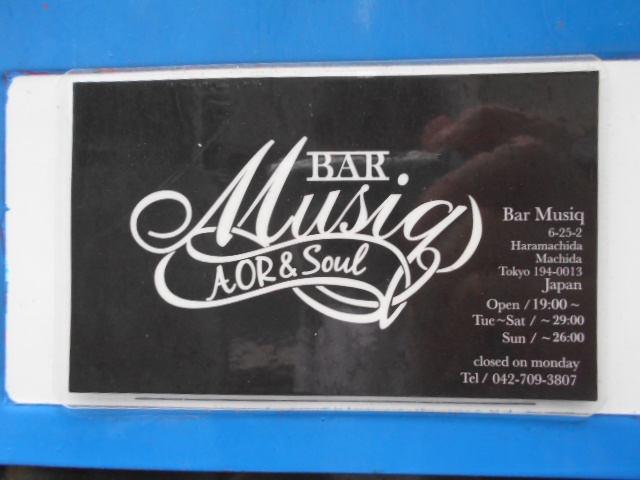 BAR
Musiq
AOR & Soul
Bar Musiq
6-25-2
Haramachida
Machida
Tokyo 194-0013
Japan
Open / 19:00 ~
Tue~Sat / ~ 29:00
Sun / ~ 26:00
closed on monday
Tel / 042-709-3807